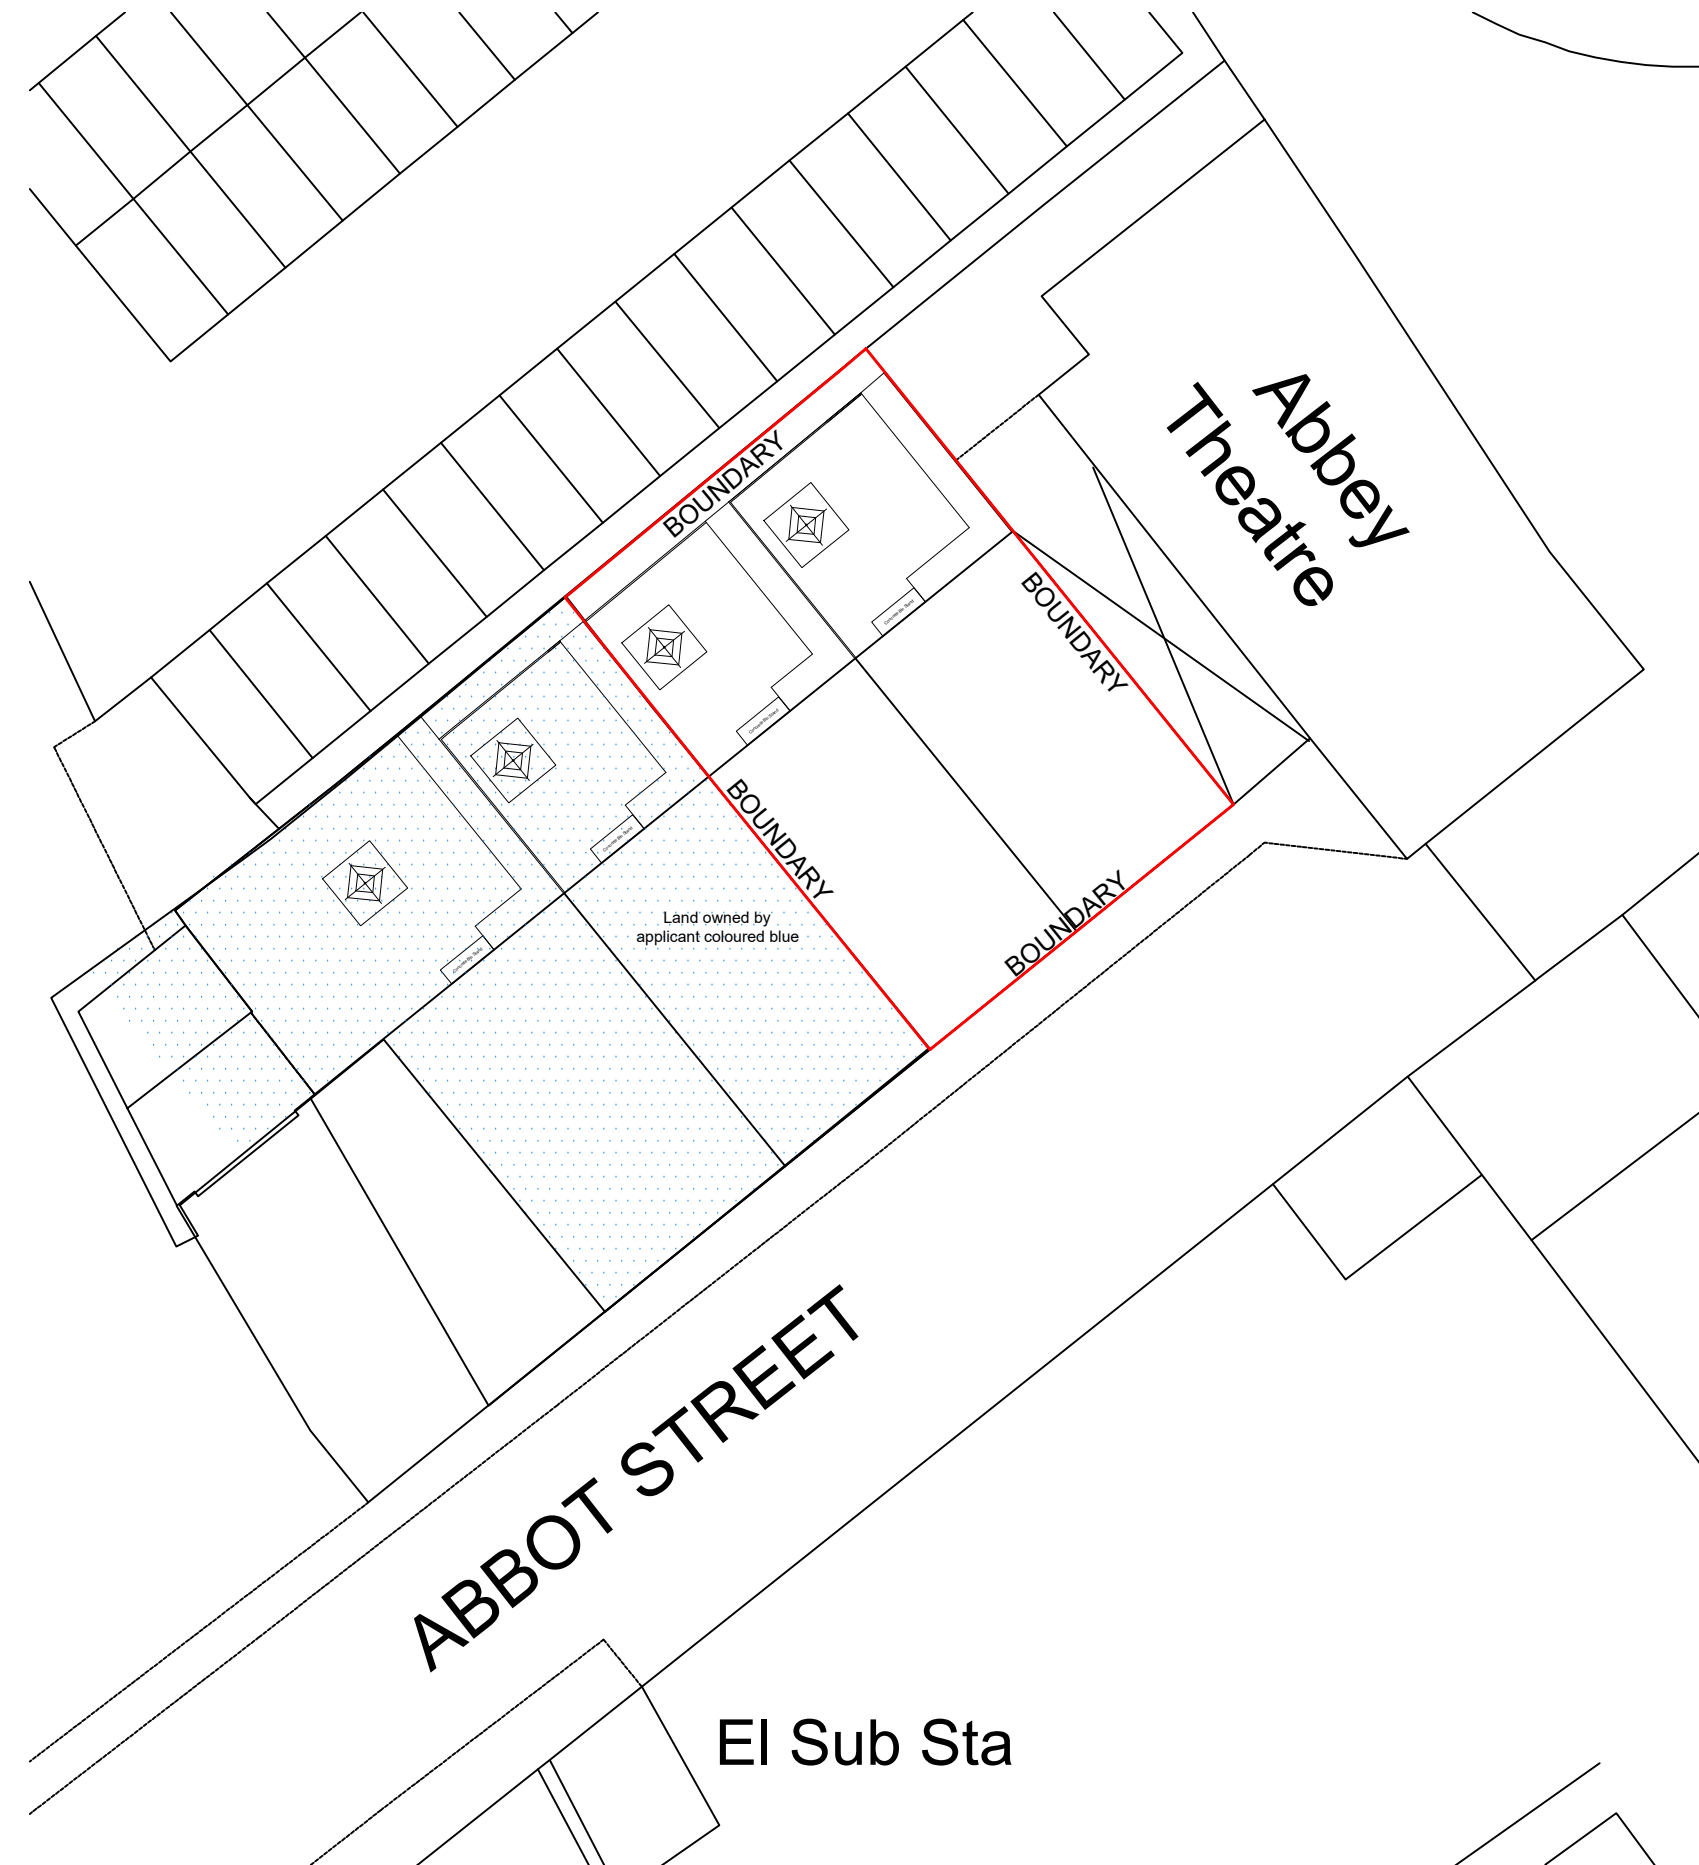 Abbey
Theatre
BOUNDARY
BOUNDARY
BOUNDARY
BOUNDARY
Land owned by
applicant coloured blue
ABBOT STREET
El Sub Sta